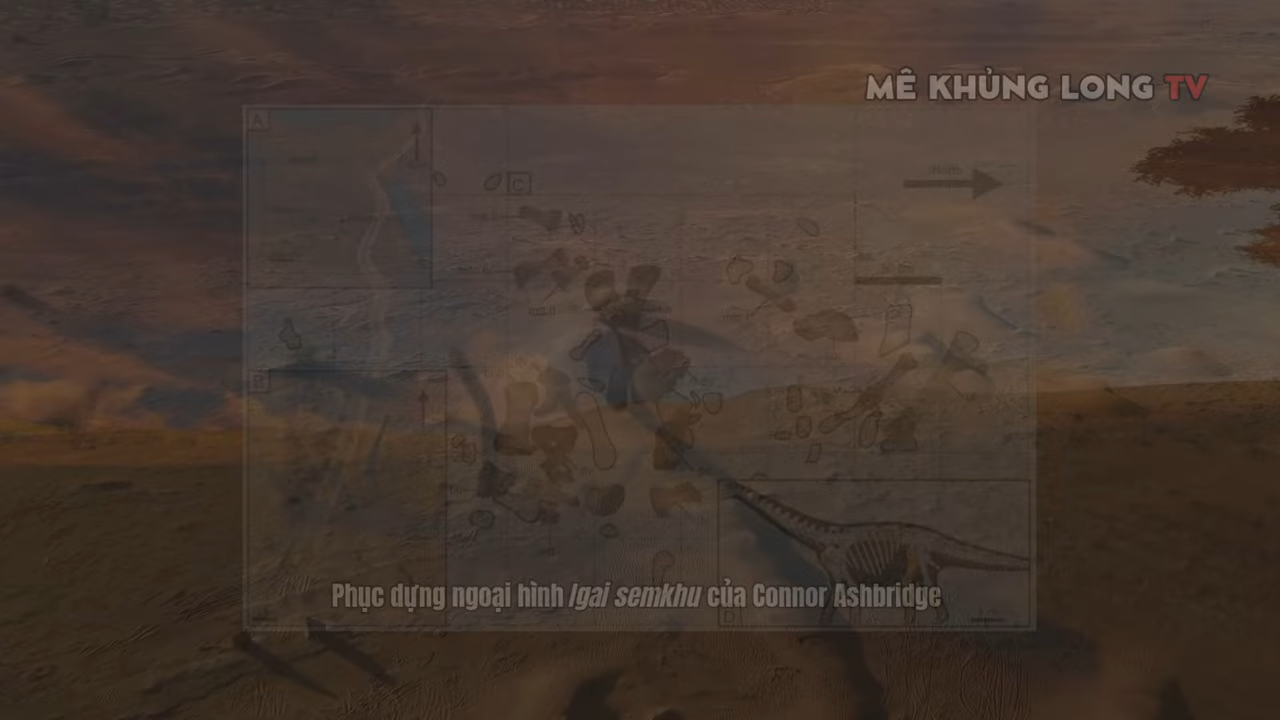 MÊ KHỦNG LONG TV
A
C
B
Phục dựng ngoại hình Igai semkhu của Connor Ashbridge
D